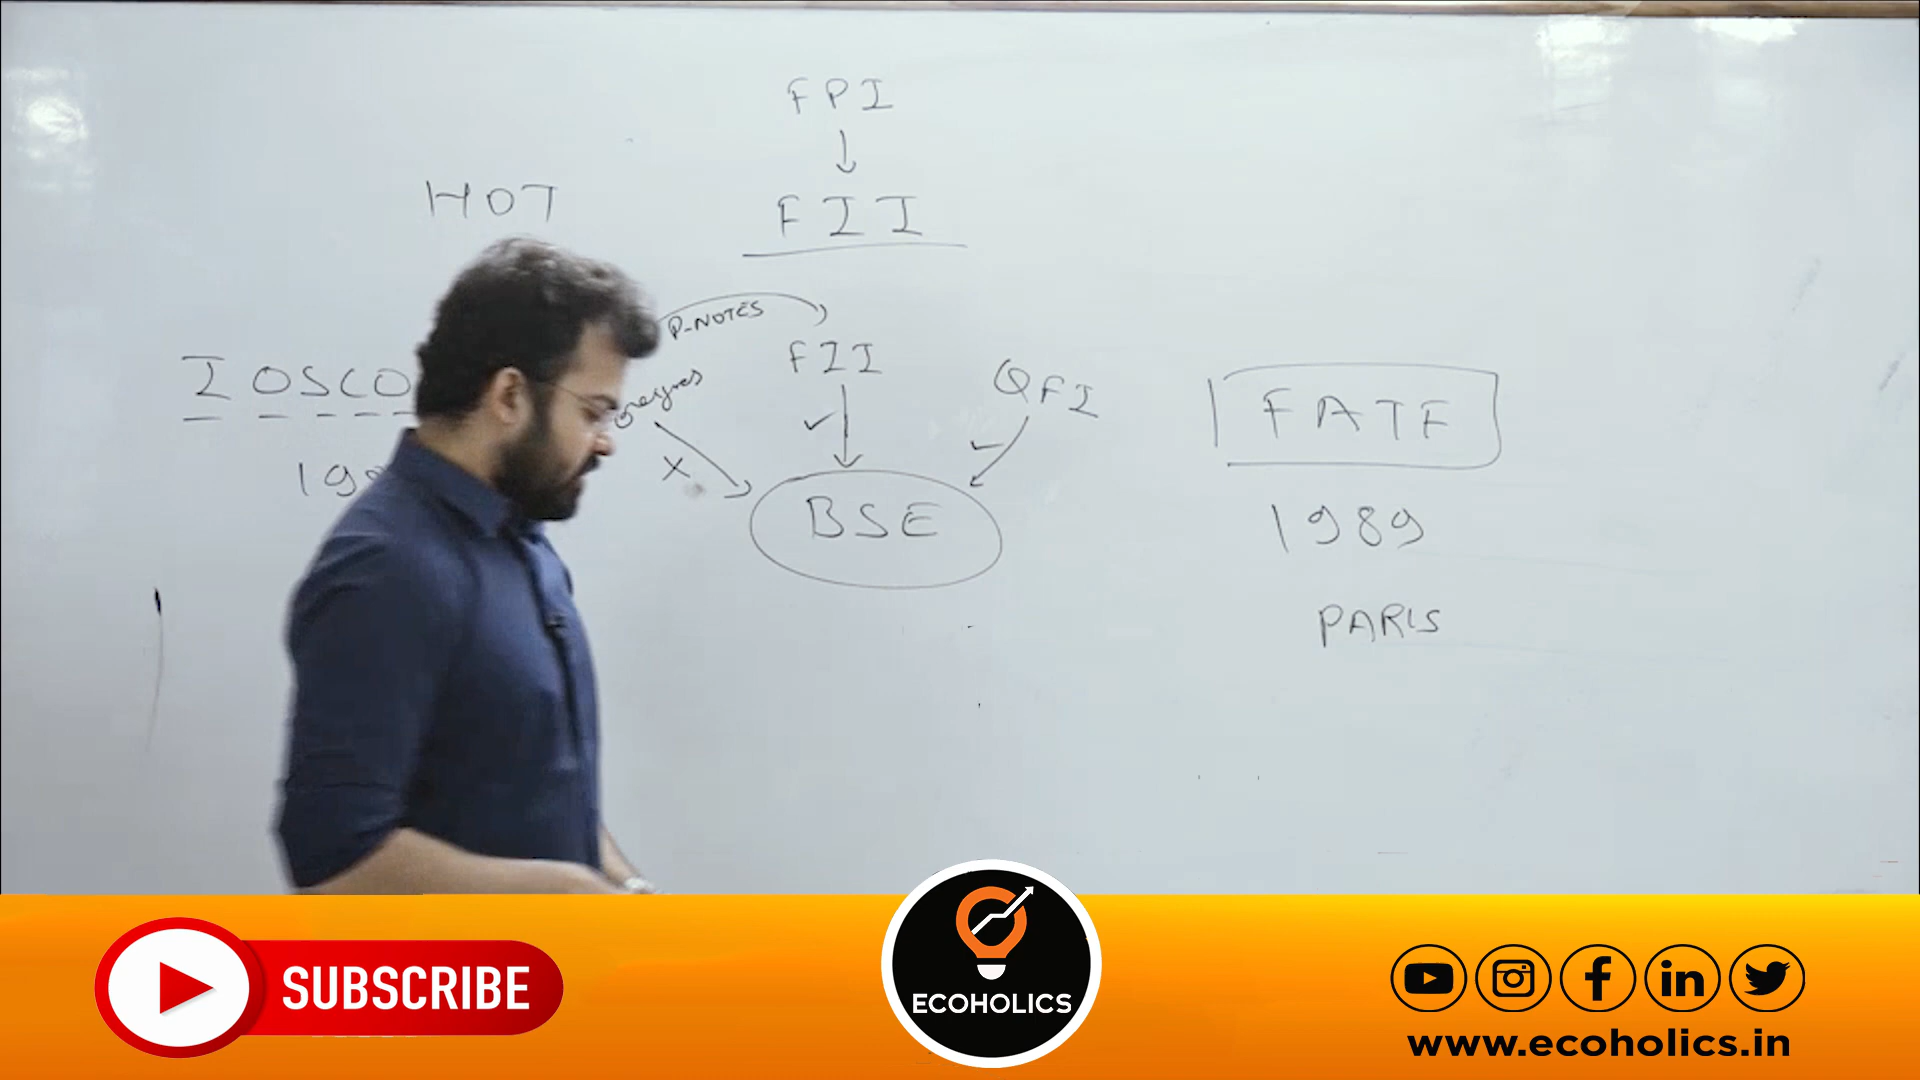 FPI
HOT
FII
P-NOTES
IOSCO
FII
QFI
FATF
BSE
1989
PARIS
SUBSCRIBE
ECOHOLICS
www.ecoholics.in